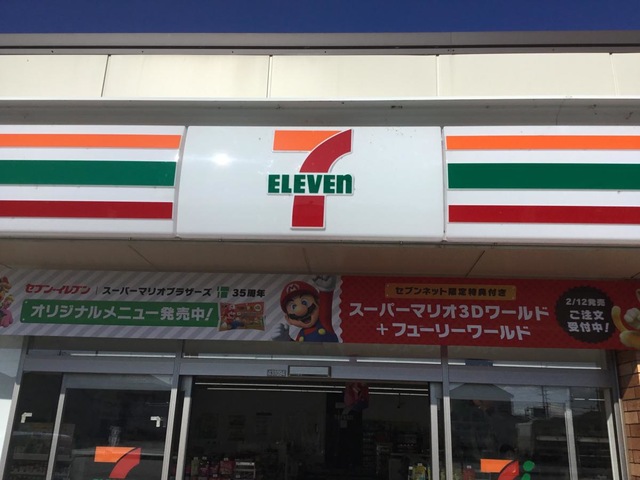 7
ELEVEn
セブン-イレブン | スーパーマリオブラザーズ 35周年
オリジナルメニュー発売中!
セブンネット限定特典付き
スーパーマリオ3Dワールド
+フューリーワールド
2/12発売
ご注文
受付中!
7
7